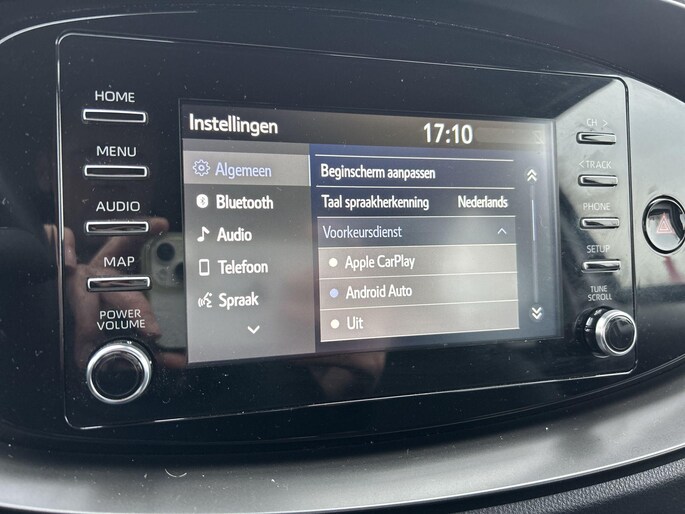 HOME
MENU
AUDIO
MAP
POWER
VOLUME
Instellingen 17:10
Algemeen
Bluetooth
Audio
Telefoon
Spraak
Beginscherm aanpassen
Taal spraakherkenning Nederlands
Voorkeursdienst
Apple CarPlay
Android Auto
Uit
CH >
< TRACK
PHONE
SETUP
TUNE
SCROLL